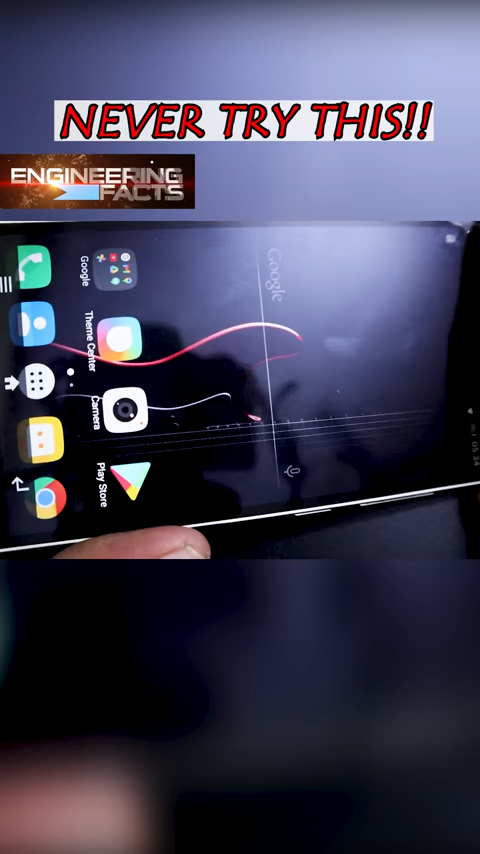 NEVER TRY THIS!!
ENGINEERING
FACTS
Google
Google
Theme Center
Camera
Play Store